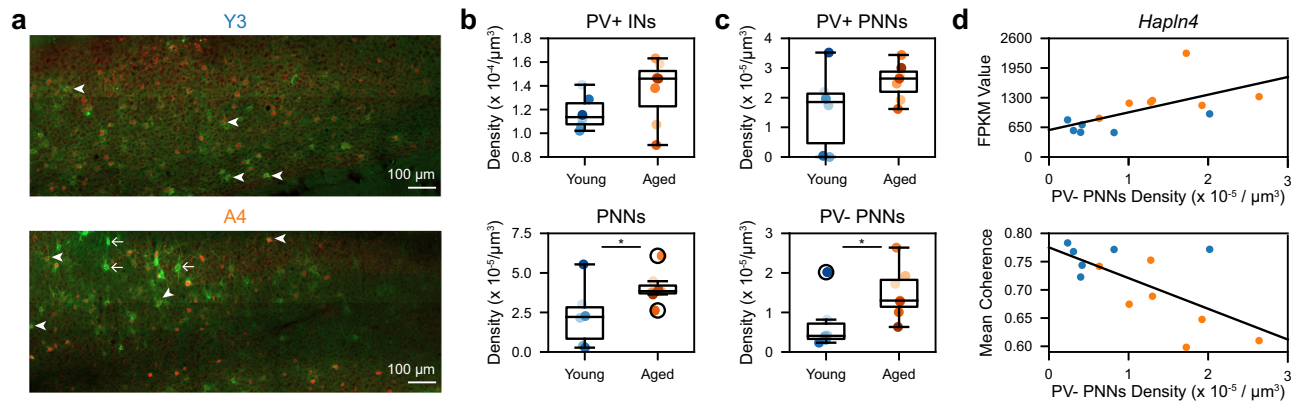 a
Y3
100 μm
A4
100 μm
b
PV+ INs
Density (x 10⁻⁴/μm³)
1.8
1.6
1.4
1.2
1.0
0.8
Young Aged
PNNs
Density (x 10⁻⁵/μm³)
7.5
5.0
2.5
0.0
*
Young Aged
c
PV+ PNNs
Density (x 10⁻⁵/μm³)
4
3
2
1
0
Young Aged
PV- PNNs
Density (x 10⁻⁵/μm³)
3
2
1
0
*
Young Aged
d
Hapln4
FPKM Value
2600
1950
1300
650
0
0 1 2 3
PV- PNNs Density (x 10⁻⁵ / μm³)
Mean Coherence
0.80
0.75
0.70
0.65
0.60
0 1 2 3
PV- PNNs Density (x 10⁻⁵ / μm³)